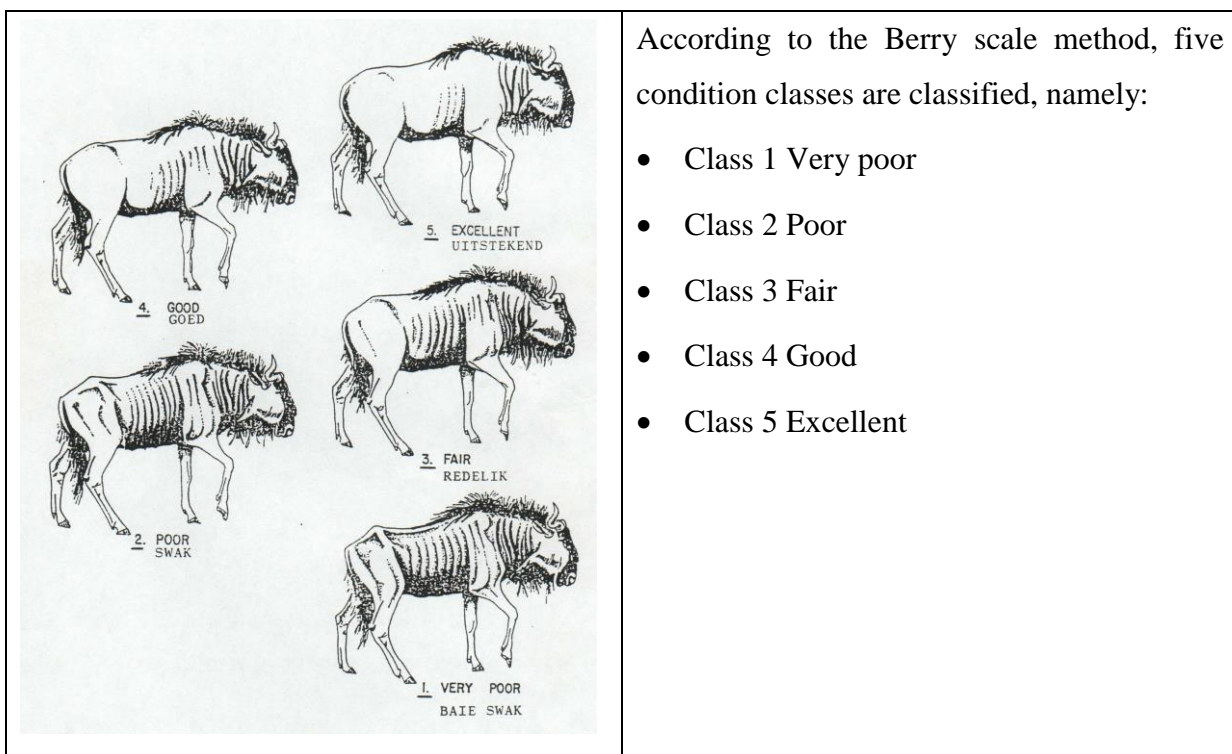 5. EXCELLENT
UITSTEKEND
4. GOOD
GOED
3. FAIR
REDELIK
2. POOR
SWAK
1. VERY POOR
BAIE SWAK
According to the Berry scale method, five
condition classes are classified, namely:
• Class 1 Very poor
• Class 2 Poor
• Class 3 Fair
• Class 4 Good
• Class 5 Excellent